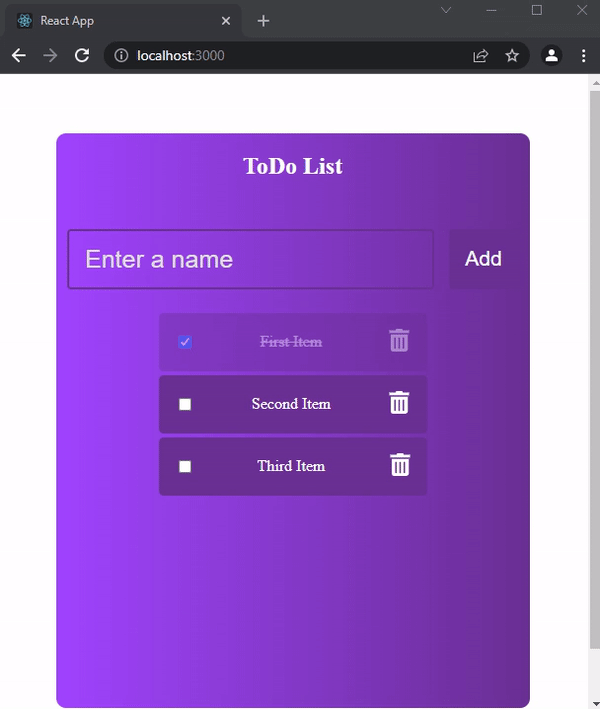 React App
localhost:3000
ToDo List
Enter a name
Add
First Item
Second Item
Third Item